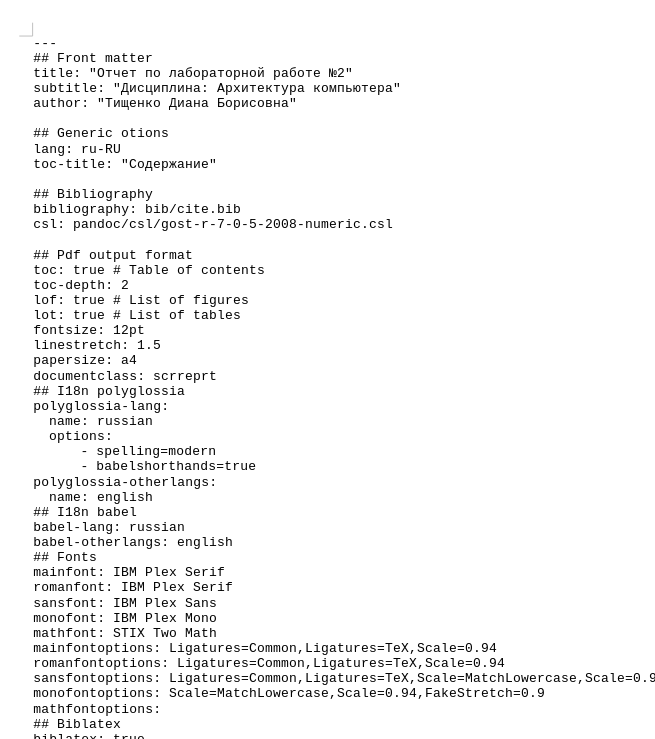 ---
## Front matter
title: "Отчет по лабораторной работе №2"
subtitle: "Дисциплина: Архитектура компьютера"
author: "Тищенко Диана Борисовна"

## Generic otions
lang: ru-RU
toc-title: "Содержание"

## Bibliography
bibliography: bib/cite.bib
csl: pandoc/csl/gost-r-7-0-5-2008-numeric.csl

## Pdf output format
toc: true # Table of contents
toc-depth: 2
lof: true # List of figures
lot: true # List of tables
fontsize: 12pt
linestretch: 1.5
papersize: a4
documentclass: scrreprt
## I18n polyglossia
polyglossia-lang:
  name: russian
  options:
      - spelling=modern
      - babelshorthands=true
polyglossia-otherlangs:
  name: english
## I18n babel
babel-lang: russian
babel-otherlangs: english
## Fonts
mainfont: IBM Plex Serif
romanfont: IBM Plex Serif
sansfont: IBM Plex Sans
monofont: IBM Plex Mono
mathfont: STIX Two Math
mainfontoptions: Ligatures=Common,Ligatures=TeX,Scale=0.94
romanfontoptions: Ligatures=Common,Ligatures=TeX,Scale=0.94
sansfontoptions: Ligatures=Common,Ligatures=TeX,Scale=MatchLowercase,Scale=0.9
monofontoptions: Scale=MatchLowercase,Scale=0.94,FakeStretch=0.9
mathfontoptions:
## Biblatex
biblatex: true